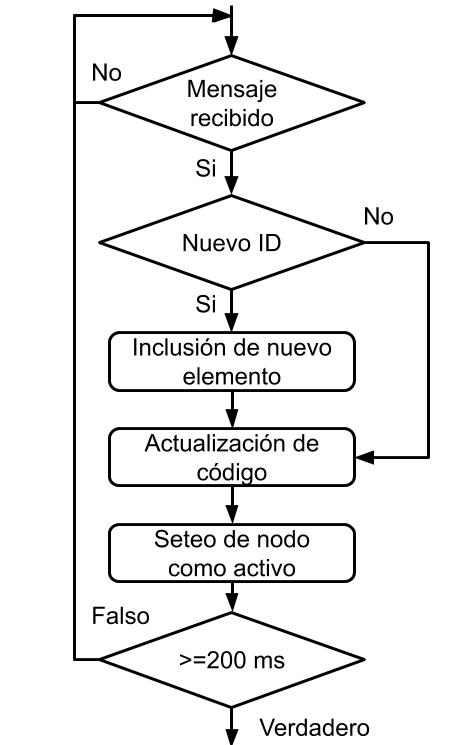 No
Mensaje
recibido
Si
No
Nuevo ID
Si
Inclusión de nuevo
elemento
Actualización de
código
Seteo de nodo
como activo
Falso
>=200 ms
Verdadero